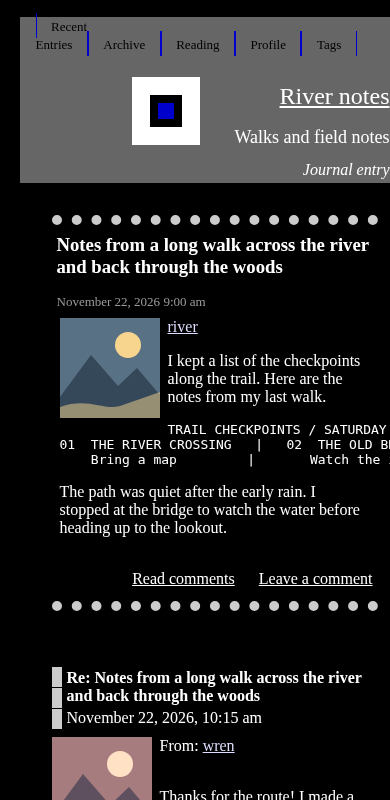 Recent
Entries Archive Reading Profile Tags
River notes
Walks and field notes
Journal entry
Notes from a long walk across the river
and back through the woods
November 22, 2026 9:00 am
river
I kept a list of the checkpoints
along the trail. Here are the
notes from my last walk.
TRAIL CHECKPOINTS / SATURDAY
01 THE RIVER CROSSING | 02 THE OLD
Bring a map | Watch the
The path was quiet after the early rain. I
stopped at the bridge to watch the water before
heading up to the lookout.
Read comments Leave a comment
Re: Notes from a long walk across the river
and back through the woods
November 22, 2026, 10:15 am
From: wren
Thanks for the route! I made a